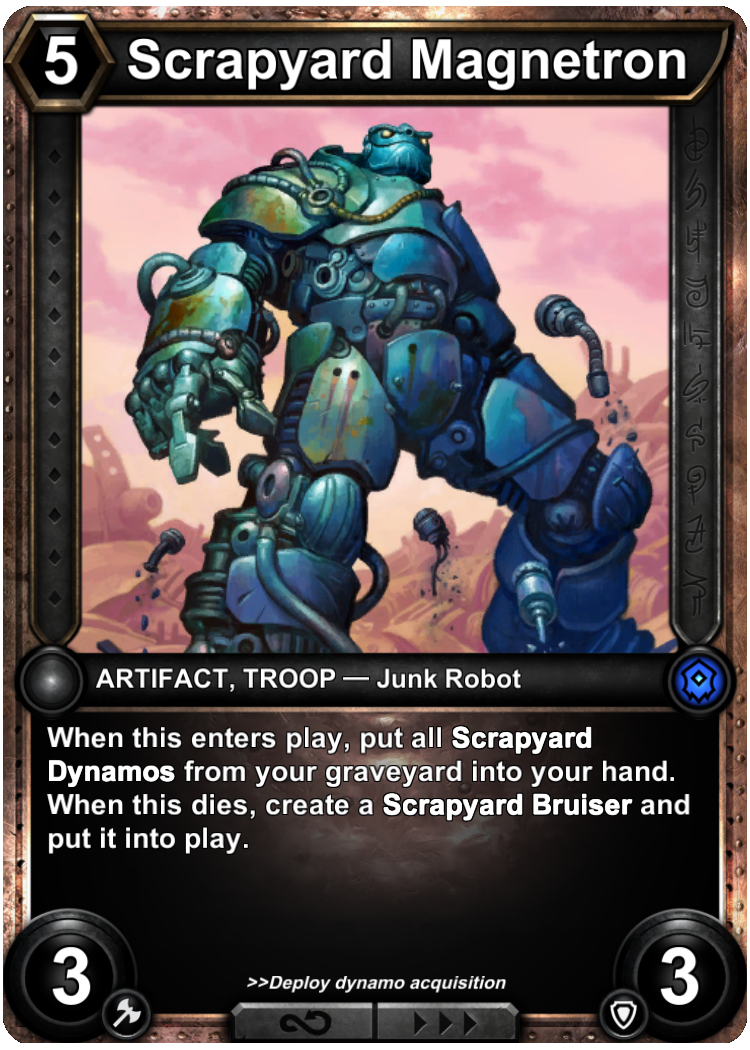 5 Scrapyard Magnetron
ARTIFACT, TROOP — Junk Robot
When this enters play, put all Scrapyard
Dynamos from your graveyard into your hand.
When this dies, create a Scrapyard Bruiser and
put it into play.
>>Deploy dynamo acquisition
3 3